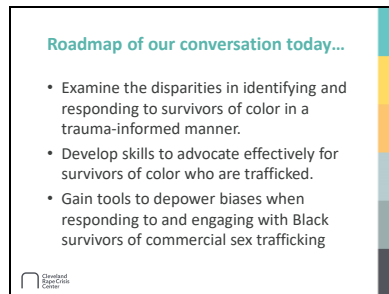 Roadmap of our conversation today…
• Examine the disparities in identifying and
responding to survivors of color in a
trauma-informed manner.
• Develop skills to advocate effectively for
survivors of color who are trafficked.
• Gain tools to depower biases when
responding to and engaging with Black
survivors of commercial sex trafficking
Cleveland
Rape Crisis
Center